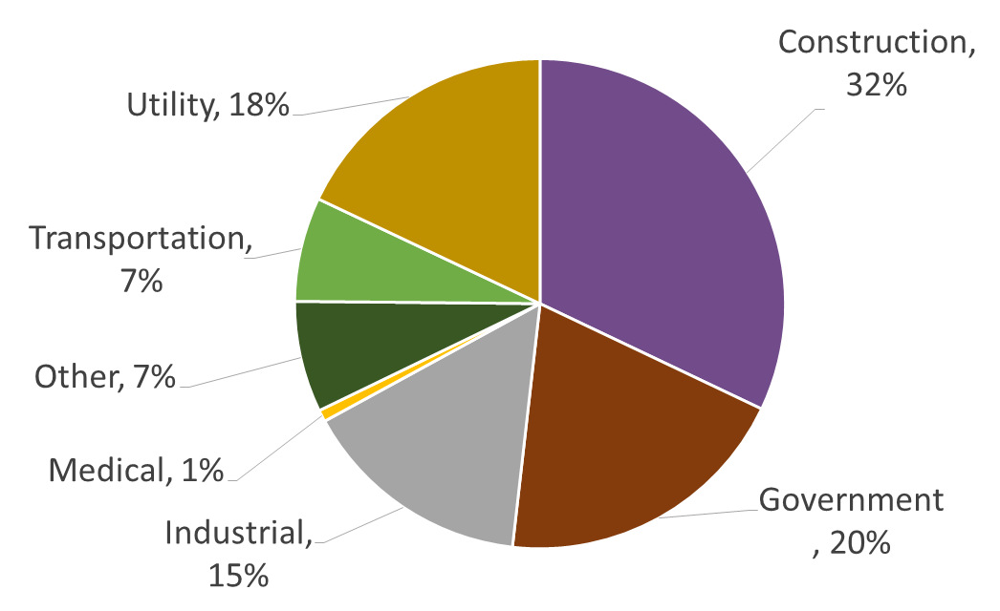 Construction,
32%
Utility, 18%
Transportation,
7%
Other, 7%
Medical, 1%
Government
, 20%
Industrial,
15%